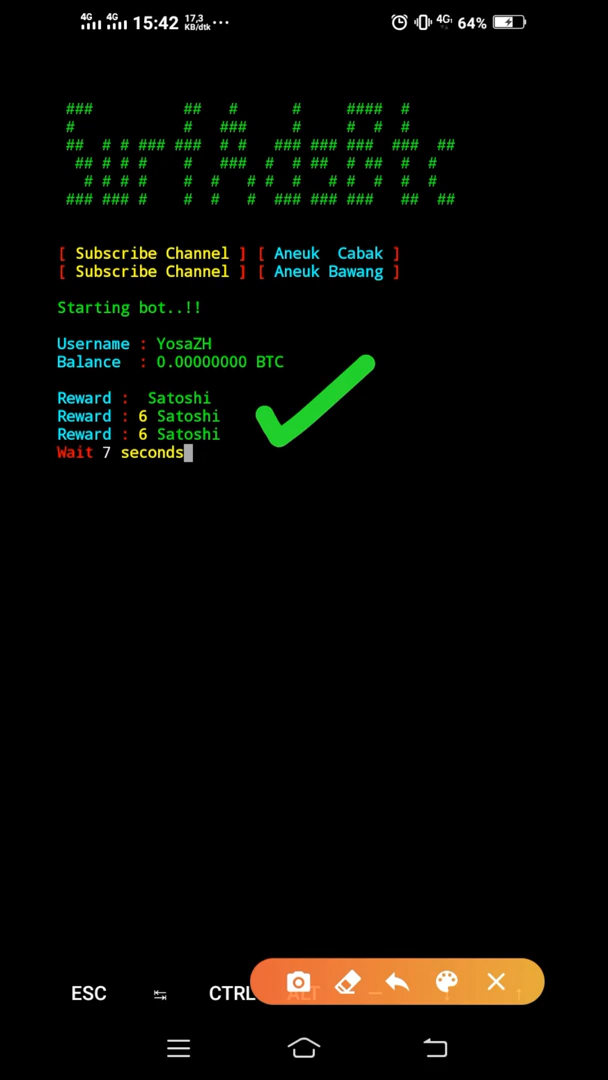 4G 4G 15:42 17,3 KB/dtk ... 4G 64%
SurfAdsBtc
[ Subscribe Channel ] [ Aneuk  Cabak ]
[ Subscribe Channel ] [ Aneuk Bawang ]
Starting bot..!!
Username : YosaZH
Balance  : 0.00000000 BTC
Reward :  Satoshi
Reward : 6 Satoshi
Reward : 6 Satoshi
Wait 7 seconds
ESC CTRL ALT